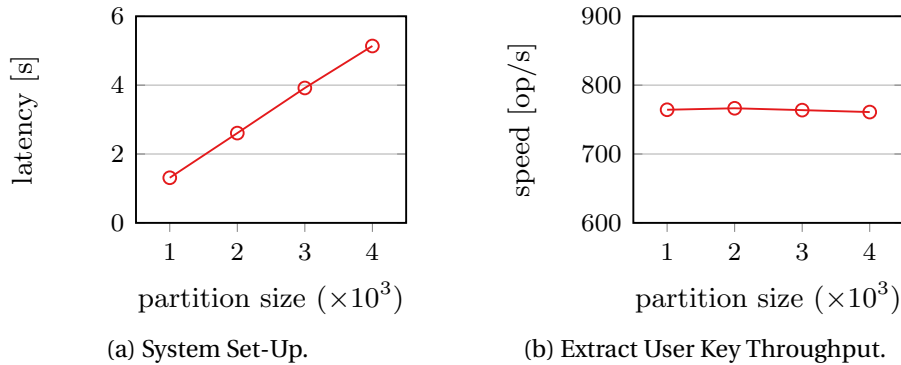 6
4
2
0
latency [s]
1 2 3 4
partition size (×10³)
(a) System Set-Up.
900
800
700
600
speed [op/s]
1 2 3 4
partition size (×10³)
(b) Extract User Key Throughput.